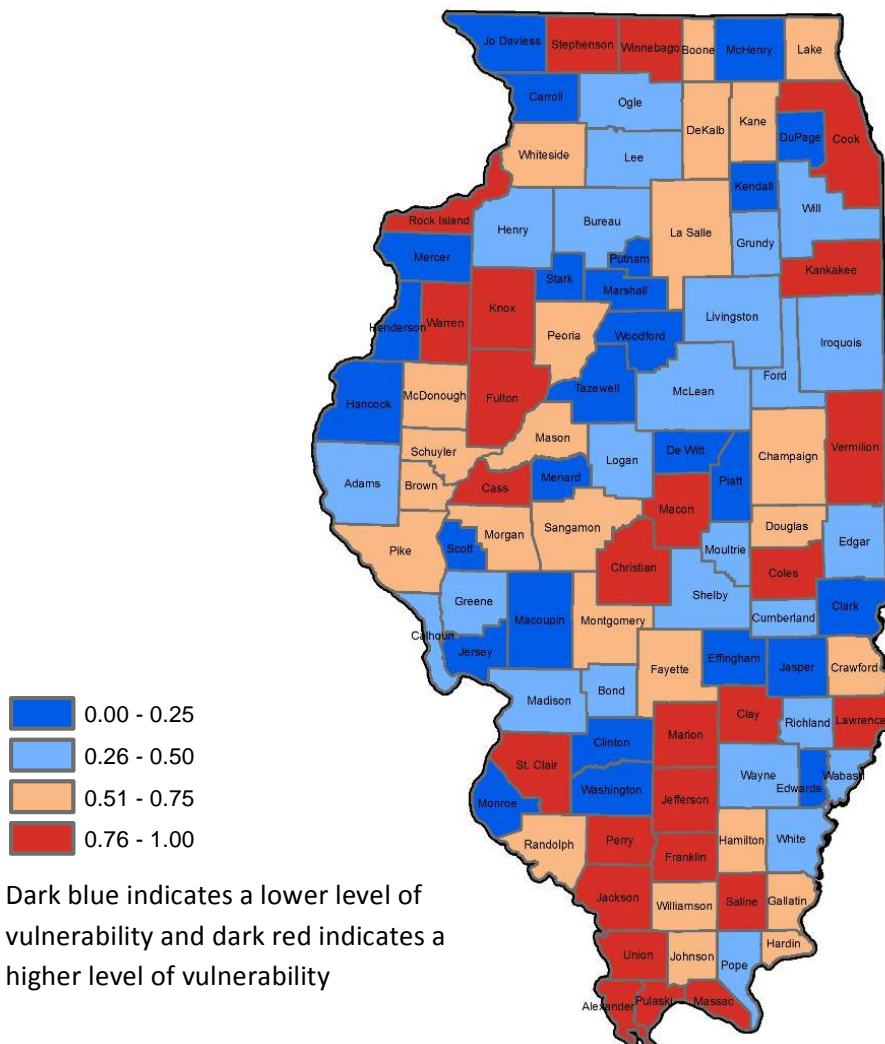 Jo Daviess
Stephenson
Winnebago
Boone
McHenry
Lake
Carroll
Ogle
DeKalb
Kane
DuPage
Cook
Whiteside
Lee
Kendall
Will
Rock Island
Henry
Bureau
La Salle
Grundy
Mercer
Putnam
Kankakee
Stark
Marshall
Henderson
Warren
Knox
Peoria
Woodford
Livingston
Iroquois
Hancock
McDonough
Fulton
Tazewell
McLean
Ford
Schuyler
Mason
Logan
De Witt
Champaign
Vermilion
Adams
Brown
Cass
Menard
Piatt
Macon
Pike
Scott
Morgan
Sangamon
Douglas
Moultrie
Edgar
Christian
Coles
Shelby
Greene
Macoupin
Montgomery
Cumberland
Clark
Calhoun
Jersey
Fayette
Effingham
Jasper
Crawford
Madison
Bond
Clay
Richland
Lawrence
Clinton
Marion
St. Clair
Wayne
Edwards
Wabash
Monroe
Washington
Jefferson
Randolph
Perry
Hamilton
White
Franklin
Jackson
Williamson
Saline
Gallatin
Union
Johnson
Pope
Hardin
Alexander
Pulaski
Massac
0.00 - 0.25
0.26 - 0.50
0.51 - 0.75
0.76 - 1.00
Dark blue indicates a lower level of
vulnerability and dark red indicates a
higher level of vulnerability